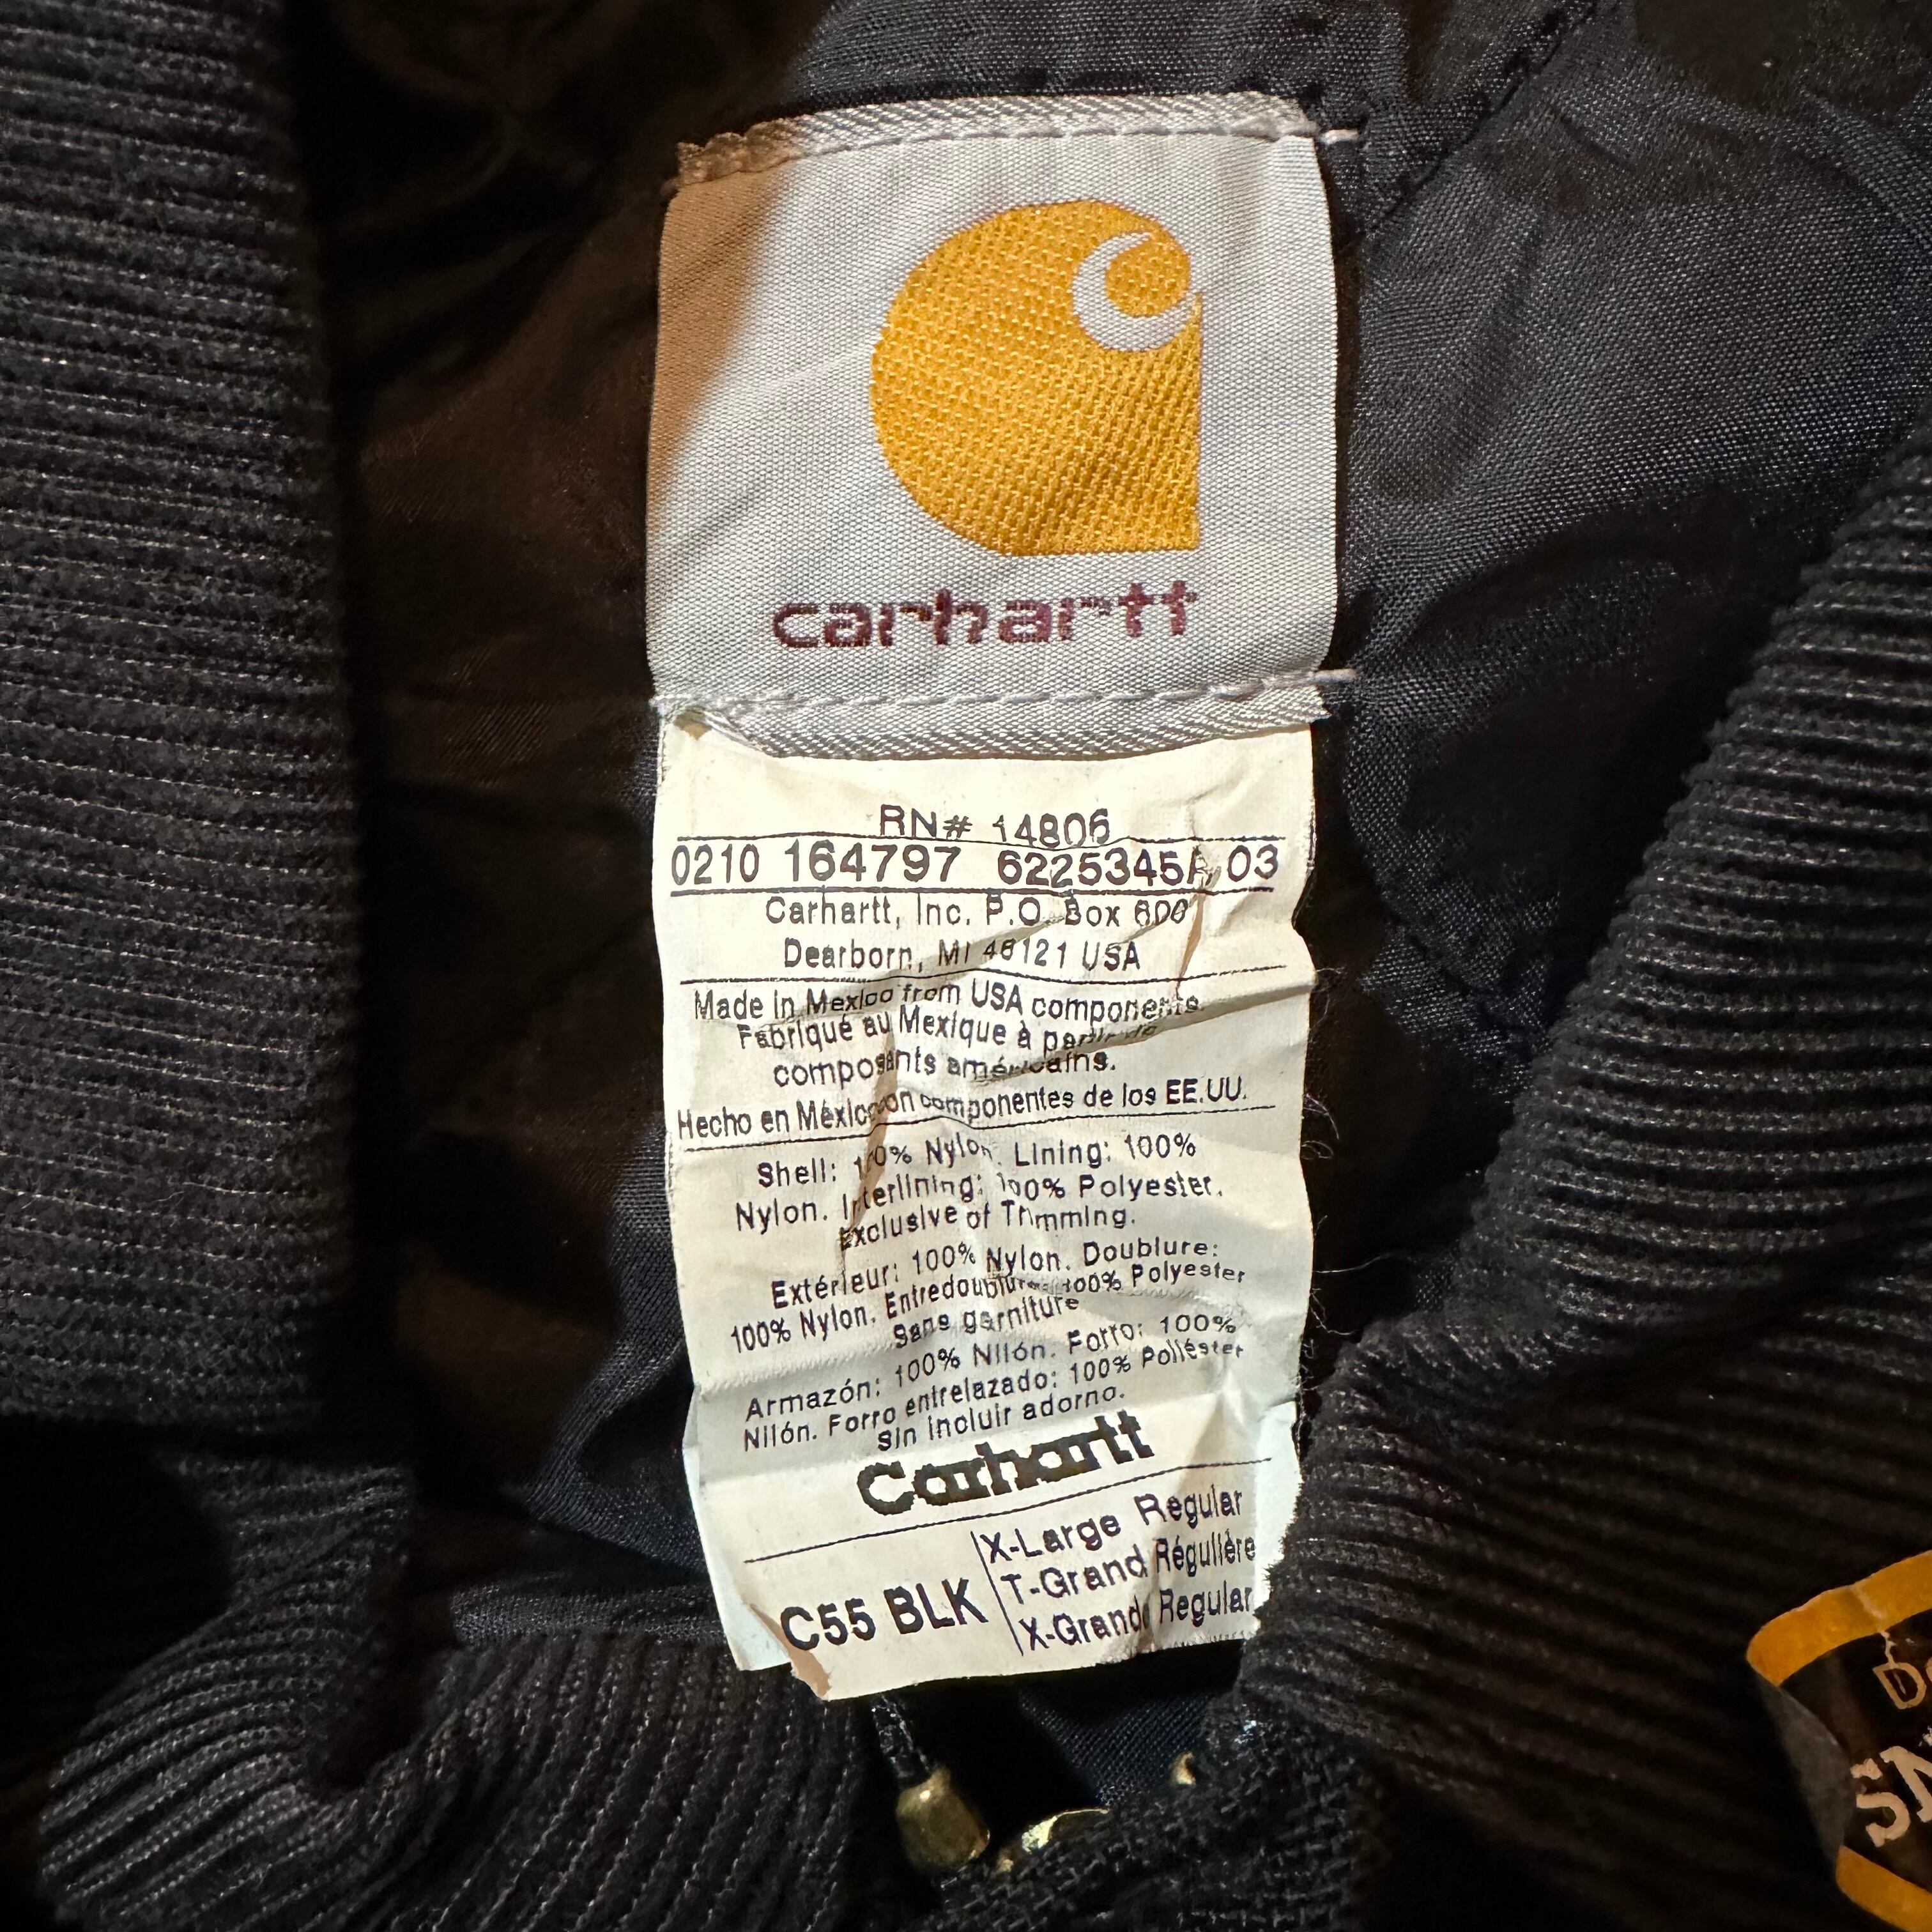 carhartt
RN# 14806
0210 164797 6225345A 03
Carhartt, Inc. P.O. Box 600
Dearborn, MI 48121 USA
Made in Mexico from USA components.
Fabriqué au Mexique à partir de
composants américains.
Hecho en México con componentes de los EE.UU.
Shell: 100% Nylon. Lining: 100%
Nylon. Interlining: 100% Polyester.
Exclusive of Trimming.
Extérieur: 100% Nylon. Doublure:
100% Nylon. Entredoublure: 100% Polyester
Sans garniture
Armazón: 100% Nilón. Forro: 100%
Nilón. Forro entrelazado: 100% Poliéster
Sin incluir adorno.
Carhartt
C55 BLK
X-Large Regular
T-Grand Régulière
X-Grande Regular